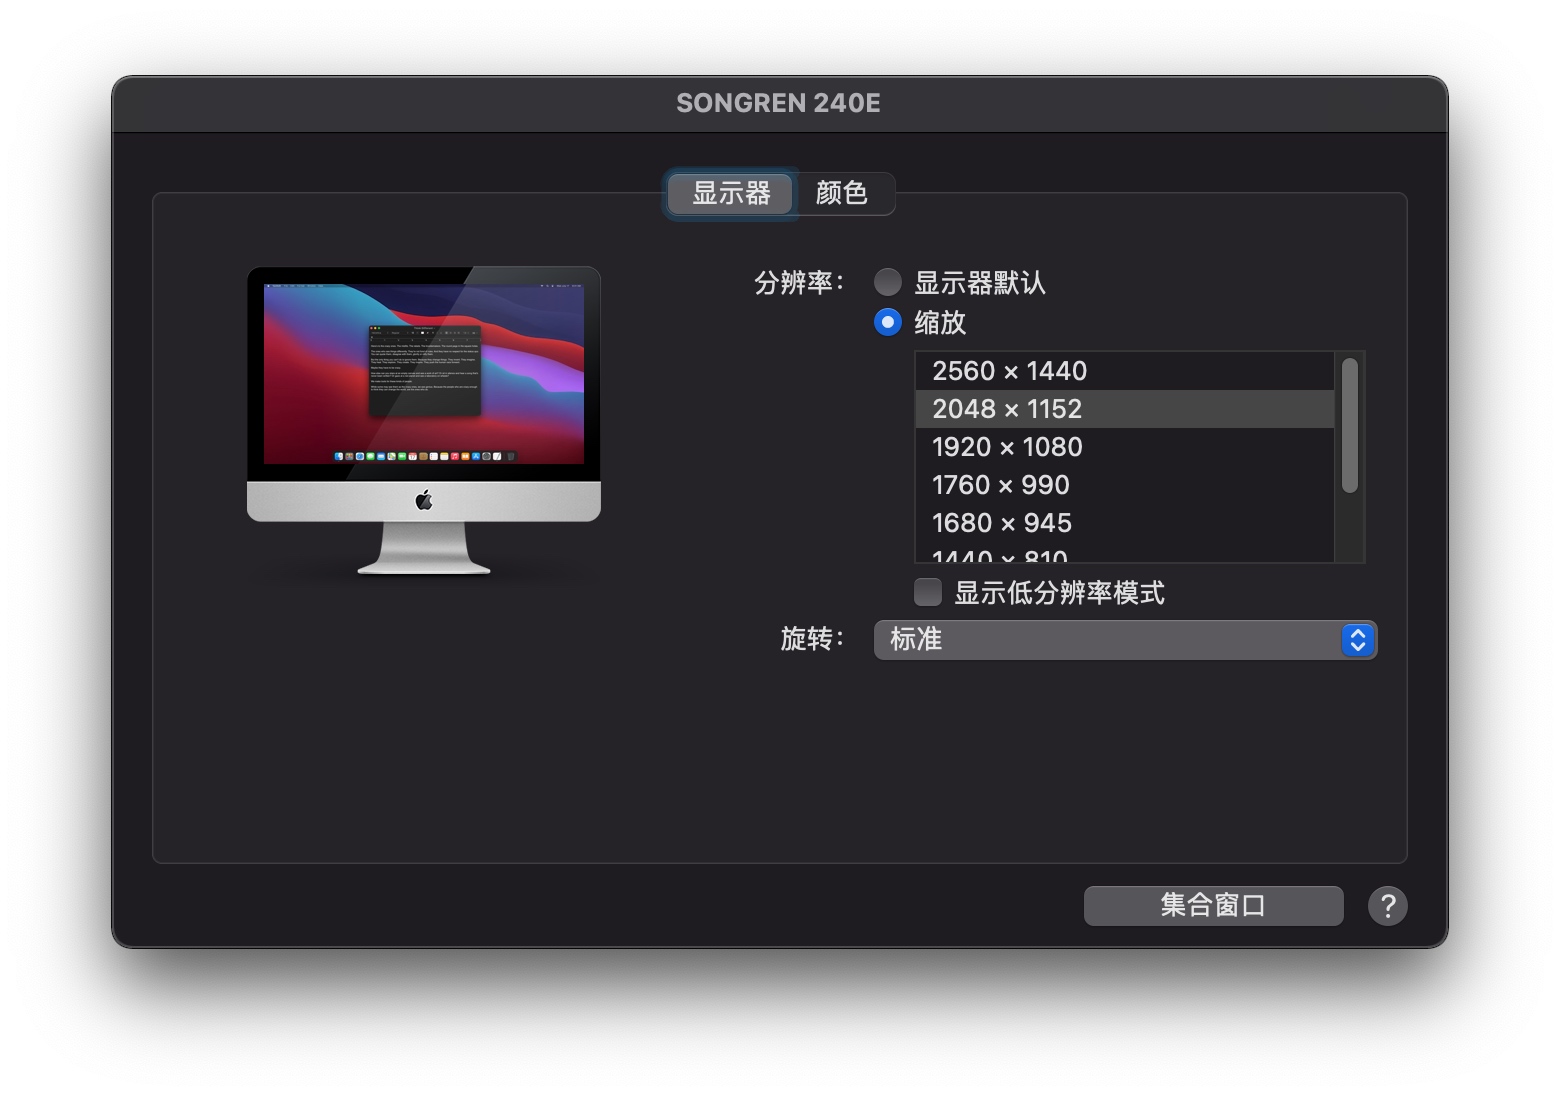 SONGREN 240E
显示器 颜色
分辨率： 显示器默认
缩放
2560 × 1440
2048 × 1152
1920 × 1080
1760 × 990
1680 × 945
1440 × 810
显示低分辨率模式
旋转： 标准
集合窗口 ?